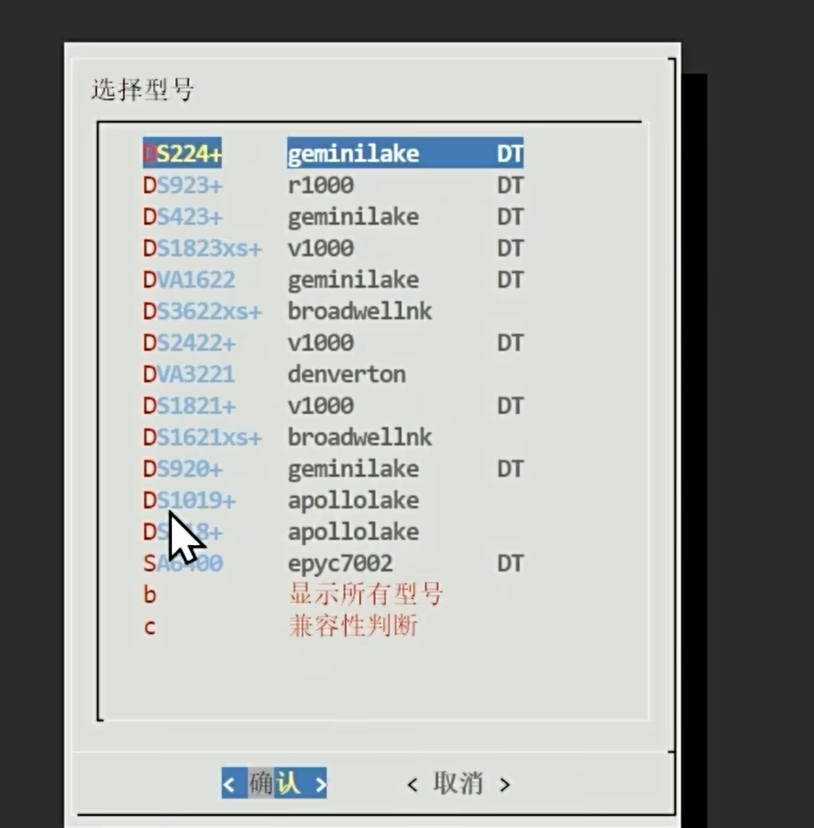 选择型号
DS224+ geminilake DT
DS923+ r1000 DT
DS423+ geminilake DT
DS1823xs+ v1000 DT
DVA1622 geminilake DT
DS3622xs+ broadwellnk
DS2422+ v1000 DT
DVA3221 denverton
DS1821+ v1000 DT
DS1621xs+ broadwellnk
DS920+ geminilake DT
DS1019+ apollolake
apollolake
SA6400 epyc7002 DT
b 显示所有型号
c 兼容性判断
< 确认 > < 取消 >